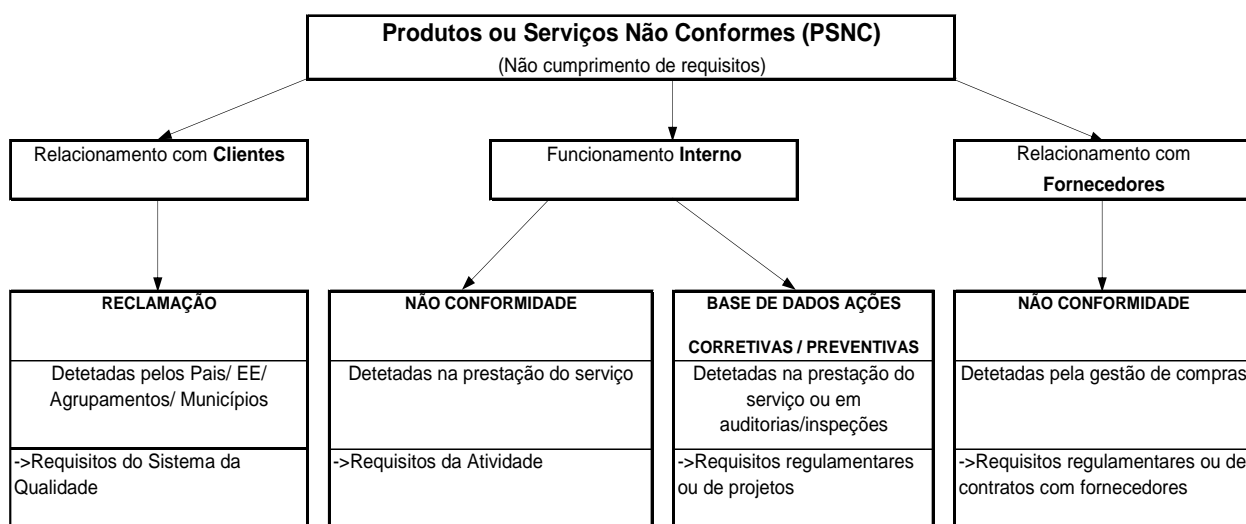 Produtos ou Serviços Não Conformes (PSNC)
(Não cumprimento de requisitos)
Relacionamento com Clientes
Funcionamento Interno
Relacionamento com
Fornecedores
RECLAMAÇÃO
Detetadas pelos Pais/ EE/
Agrupamentos/ Municípios
->Requisitos do Sistema da
Qualidade
NÃO CONFORMIDADE
Detetadas na prestação do serviço
->Requisitos da Atividade
BASE DE DADOS AÇÕES
CORRETIVAS / PREVENTIVAS
Detetadas na prestação do
serviço ou em
auditorias/inspeções
->Requisitos regulamentares
ou de projetos
NÃO CONFORMIDADE
Detetadas pela gestão de compras
->Requisitos regulamentares ou de
contratos com fornecedores